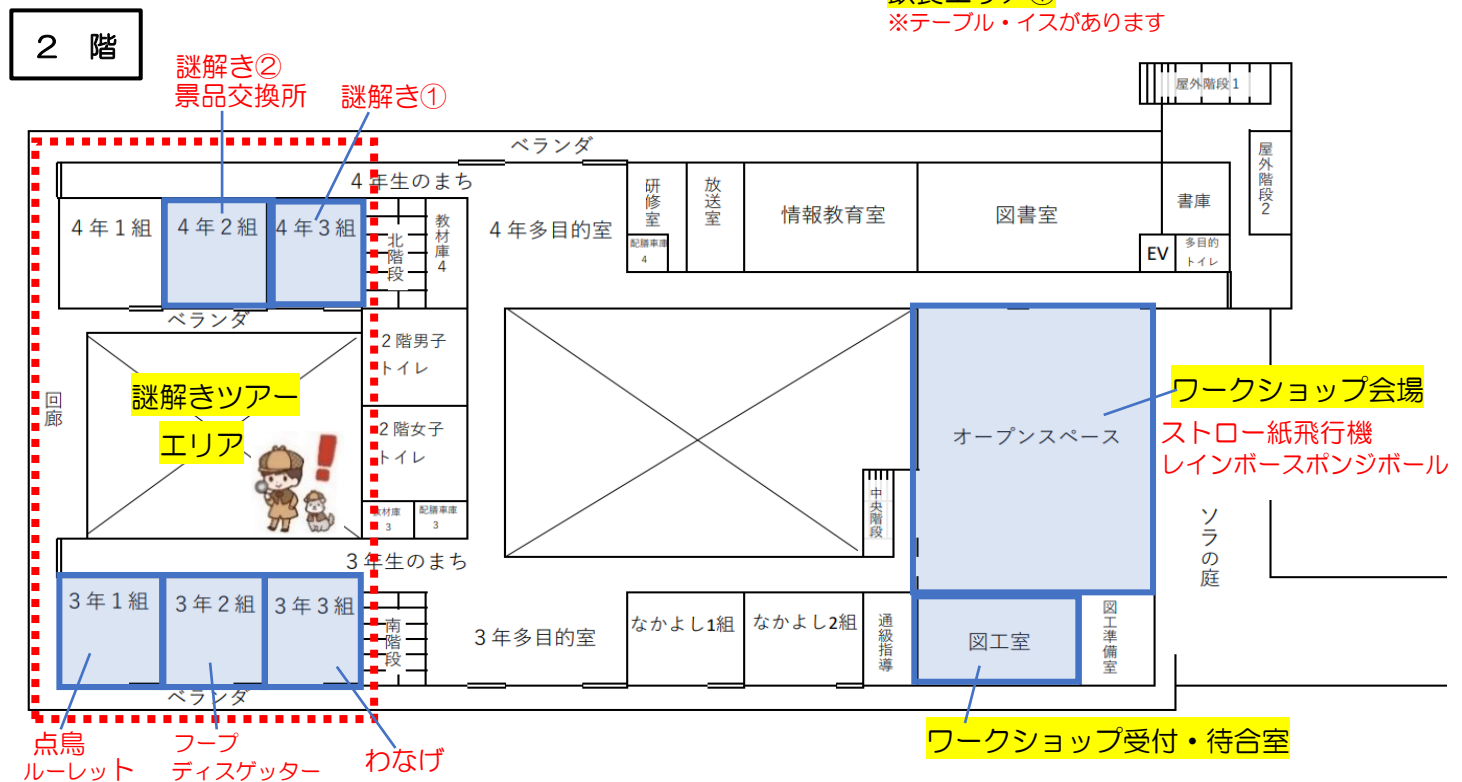 ※テーブル・イスがあります
２ 階
謎解き②
景品交換所
謎解き①
屋外階段1
屋外階段2
ベランダ
4年生のまち
4年1組
4年2組
4年3組
北階段
教材庫4
4年多目的室
研修室
配膳車庫
4
放送室
情報教育室
図書室
書庫
EV
多目的
トイレ
ベランダ
2階男子
トイレ
回廊
謎解きツアー
エリア
2階女子
トイレ
オープンスペース
ワークショップ会場
ストロー紙飛行機
レインボースポンジボール
中央階段
ソラの庭
教材庫
3
配膳車庫
3
3年生のまち
3年1組
3年2組
3年3組
南階段
3年多目的室
なかよし1組
なかよし2組
通級指導
図工室
図工準備室
ベランダ
点鳥
ルーレット
フープ
ディスゲッター
わなげ
ワークショップ受付・待合室